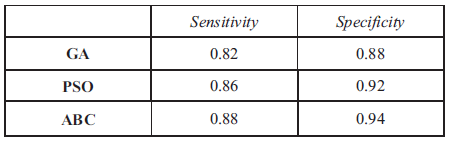 Sensitivity Specificity
GA 0.82 0.88
PSO 0.86 0.92
ABC 0.88 0.94